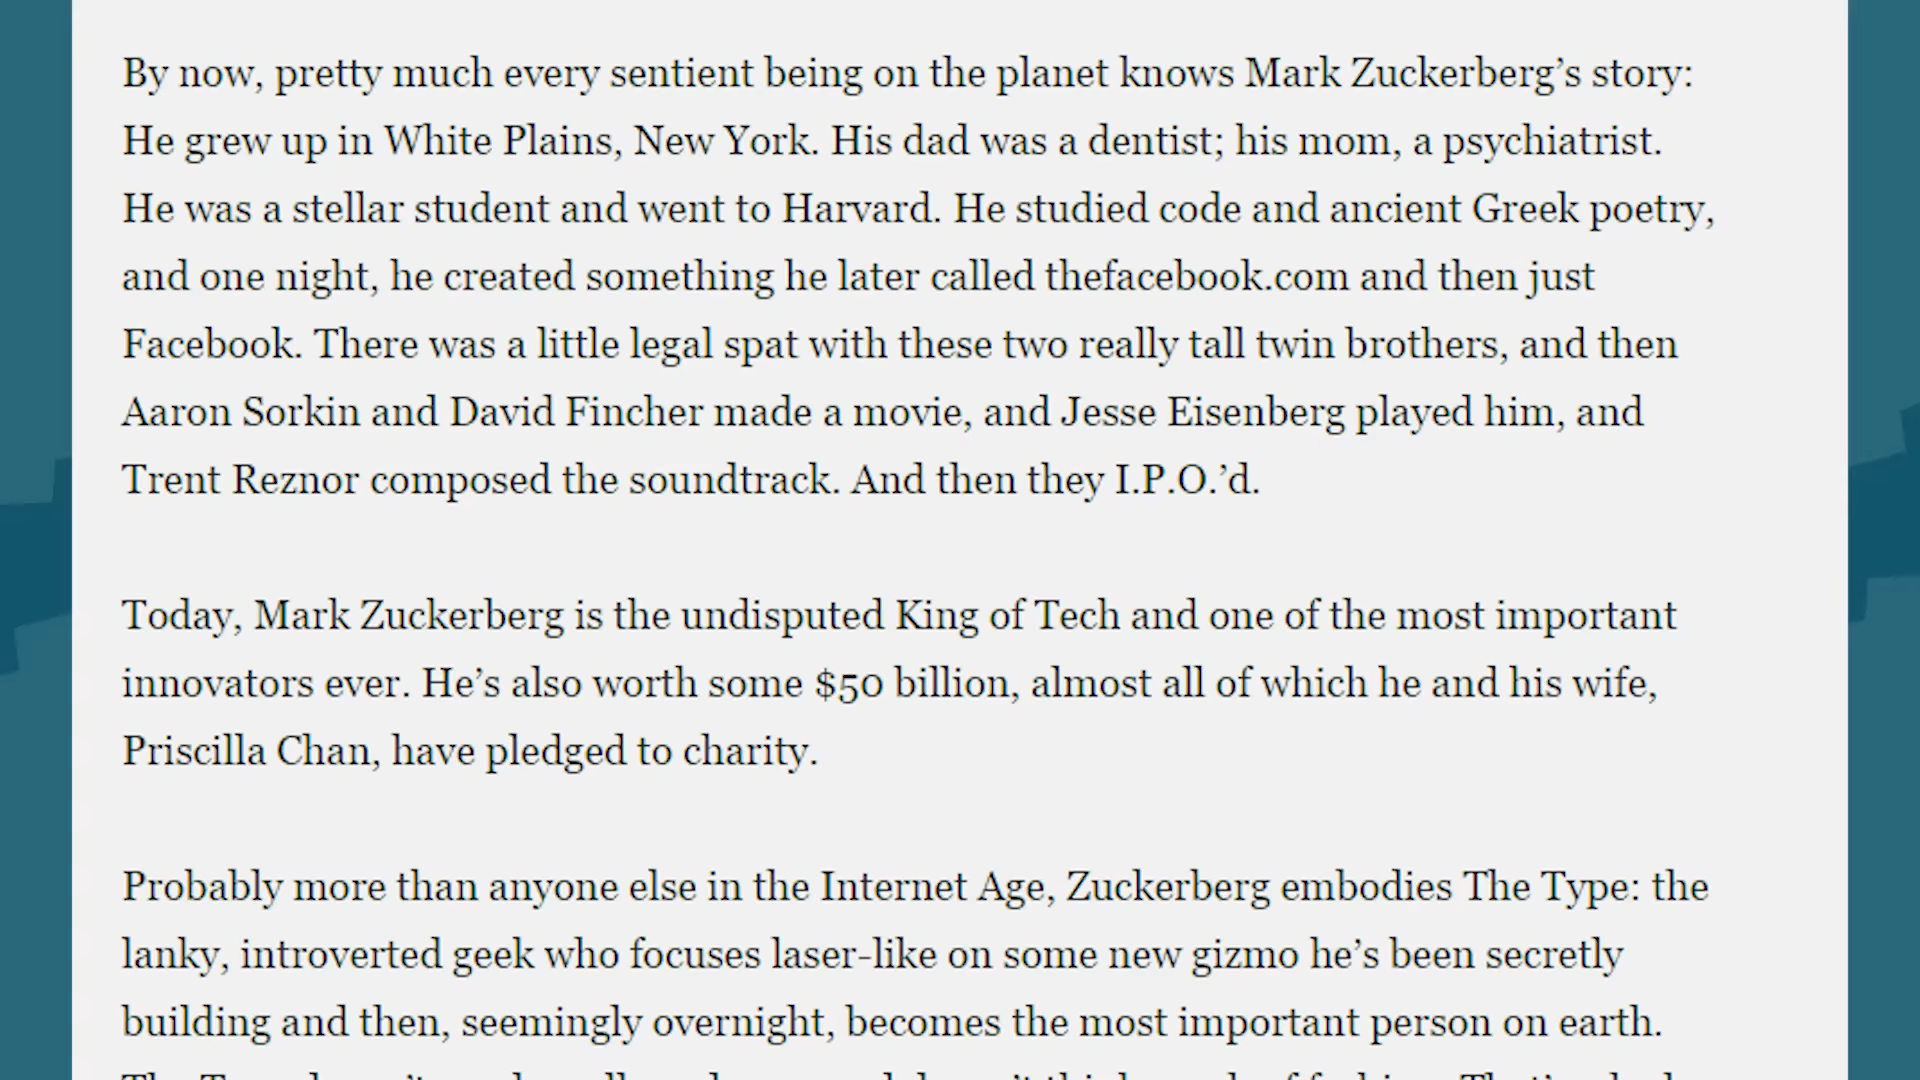 By now, pretty much every sentient being on the planet knows Mark Zuckerberg’s story:
He grew up in White Plains, New York. His dad was a dentist; his mom, a psychiatrist.
He was a stellar student and went to Harvard. He studied code and ancient Greek poetry,
and one night, he created something he later called thefacebook.com and then just
Facebook. There was a little legal spat with these two really tall twin brothers, and then
Aaron Sorkin and David Fincher made a movie, and Jesse Eisenberg played him, and
Trent Reznor composed the soundtrack. And then they I.P.O.’d.
Today, Mark Zuckerberg is the undisputed King of Tech and one of the most important
innovators ever. He’s also worth some $50 billion, almost all of which he and his wife,
Priscilla Chan, have pledged to charity.
Probably more than anyone else in the Internet Age, Zuckerberg embodies The Type: the
lanky, introverted geek who focuses laser-like on some new gizmo he’s been secretly
building and then, seemingly overnight, becomes the most important person on earth.